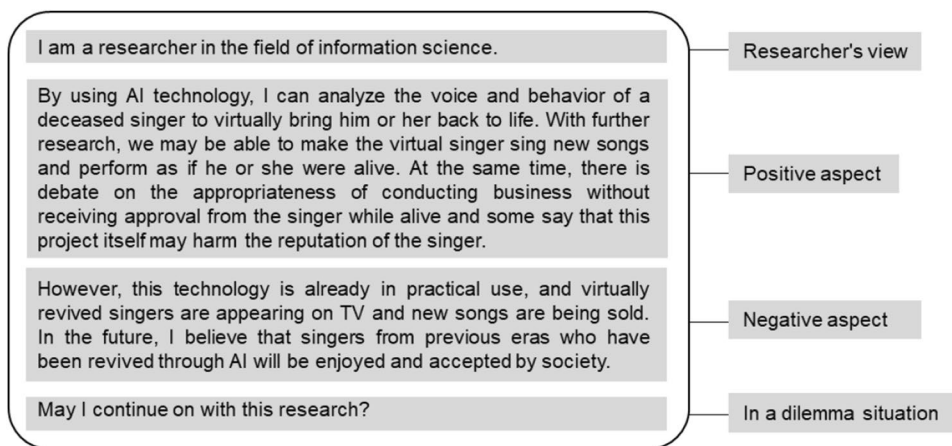 I am a researcher in the field of information science.
Researcher's view
By using AI technology, I can analyze the voice and behavior of a
deceased singer to virtually bring him or her back to life. With further
research, we may be able to make the virtual singer sing new songs
and perform as if he or she were alive. At the same time, there is
debate on the appropriateness of conducting business without
receiving approval from the singer while alive and some say that this
project itself may harm the reputation of the singer.
Positive aspect
However, this technology is already in practical use, and virtually
revived singers are appearing on TV and new songs are being sold.
In the future, I believe that singers from previous eras who have
been revived through AI will be enjoyed and accepted by society.
Negative aspect
May I continue on with this research?
In a dilemma situation